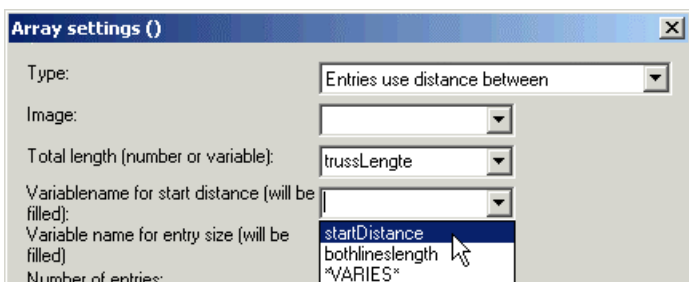 Array settings ()
Type:
Entries use distance between
Image:
Total length (number or variable):
trussLengte
Variablename for start distance (will be
filled):
Variable name for entry size (will be
filled)
startDistance
bothlineslength
*VARIES*
Number of entries: